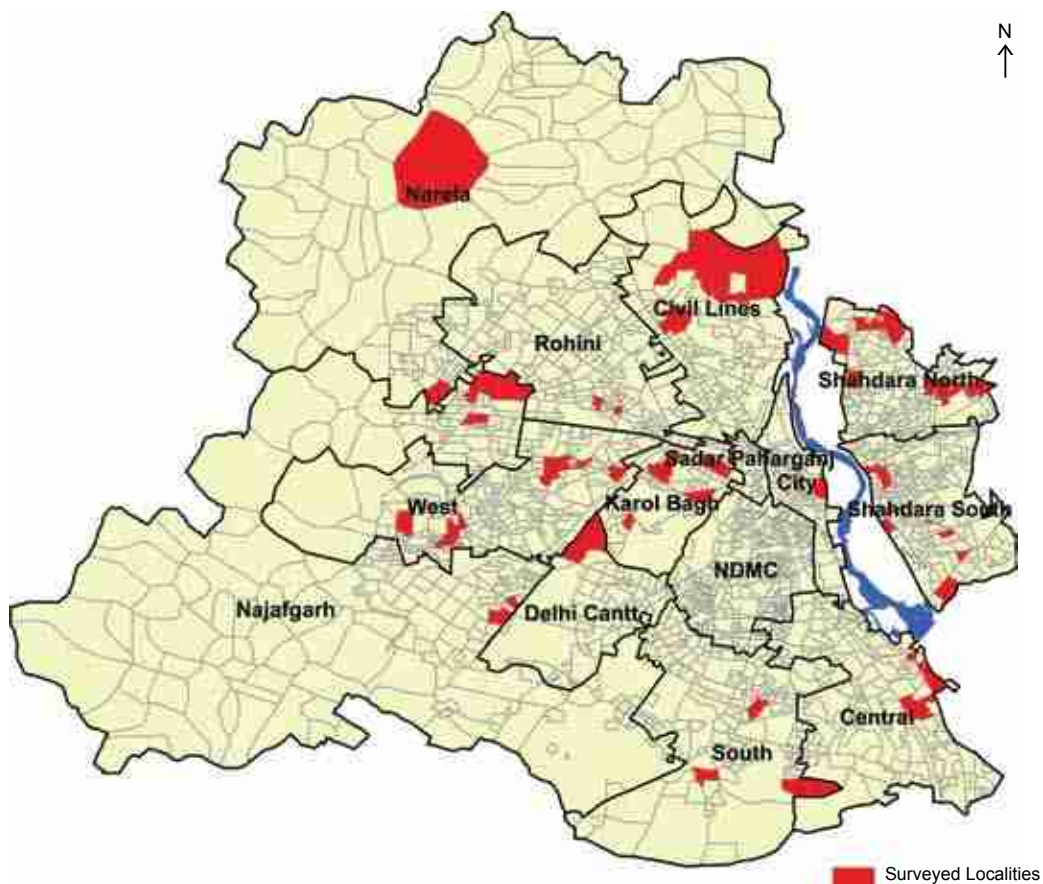 N
Narela
Civil Lines
Rohini
Shahdara North
Sadar Paharganj
City
West
Karol Bagh
Shahdara South
NDMC
Najafgarh
Delhi Cantt
Central
South
Surveyed Localities